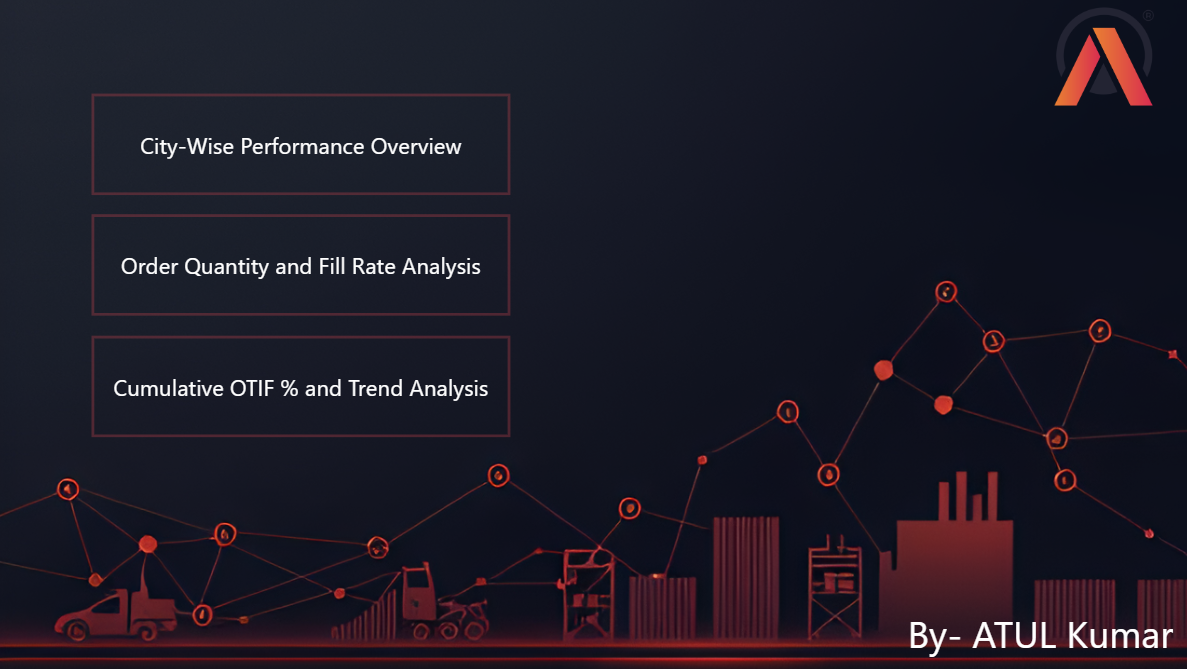 ®
City-Wise Performance Overview
Order Quantity and Fill Rate Analysis
Cumulative OTIF % and Trend Analysis
By- ATUL Kumar